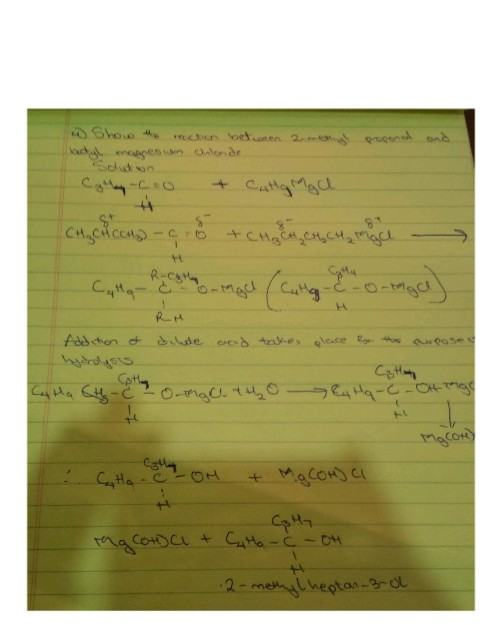 a) Show the reaction between 2-methyl propanal and
butyl magnesium chloride
Solution
C3H7 - C = O + C4H9MgCl
H
δ+ δ- δ- δ+
CH3CH(CH3) - C = O + CH3CH2CH2CH2MgCl ⟶
H
R-C3H7 C3H7
C4H9 - C - O - MgCl ( C4H9 - C - O - MgCl )
R-H H
Addition of dilute acid takes place for the purpose
hydrolysis
C3H7 C3H7
C4H9 - C - O - MgCl + H2O ⟶ C4H9 - C - OH MgCl
H H
Mg(OH)
C3H7
∴ C4H9 - C - OH + Mg(OH)Cl
H
C3H7
Mg(OH)Cl + C4H9 - C - OH
H
2-methylheptan-3-ol